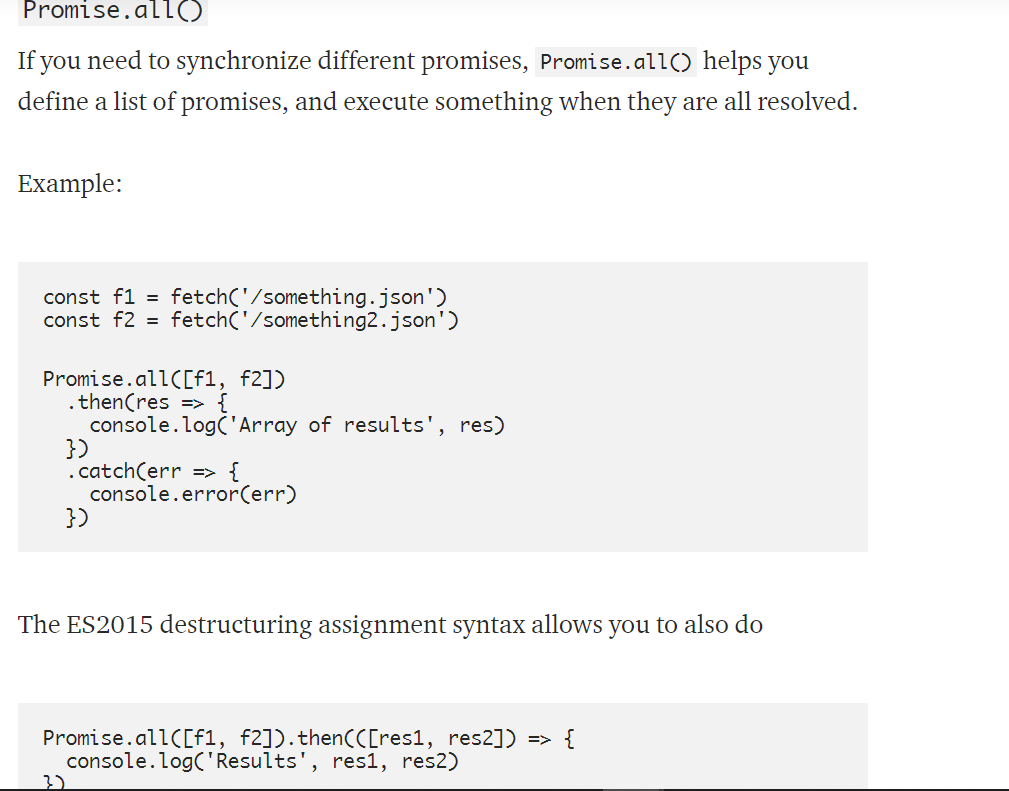 Promise.all()
If you need to synchronize different promises, Promise.all() helps you
define a list of promises, and execute something when they are all resolved.
Example:
const f1 = fetch('/something.json')
const f2 = fetch('/something2.json')
Promise.all([f1, f2])
  .then(res => {
    console.log('Array of results', res)
  })
  .catch(err => {
    console.error(err)
  })
The ES2015 destructuring assignment syntax allows you to also do
Promise.all([f1, f2]).then(([res1, res2]) => {
  console.log('Results', res1, res2)
})